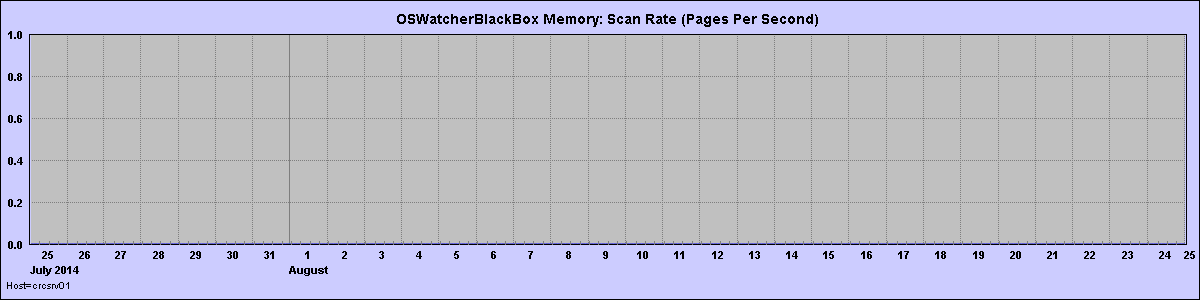 OSWatcherBlackBox Memory: Scan Rate (Pages Per Second)
1.0
0.8
0.6
0.4
0.2
0.0
25 26 27 28 29 30 31 1 2 3 4 5 6 7 8 9 10 11 12 13 14 15 16 17 18 19 20 21 22 23 24 25
July 2014 August
Host=crcsrv01